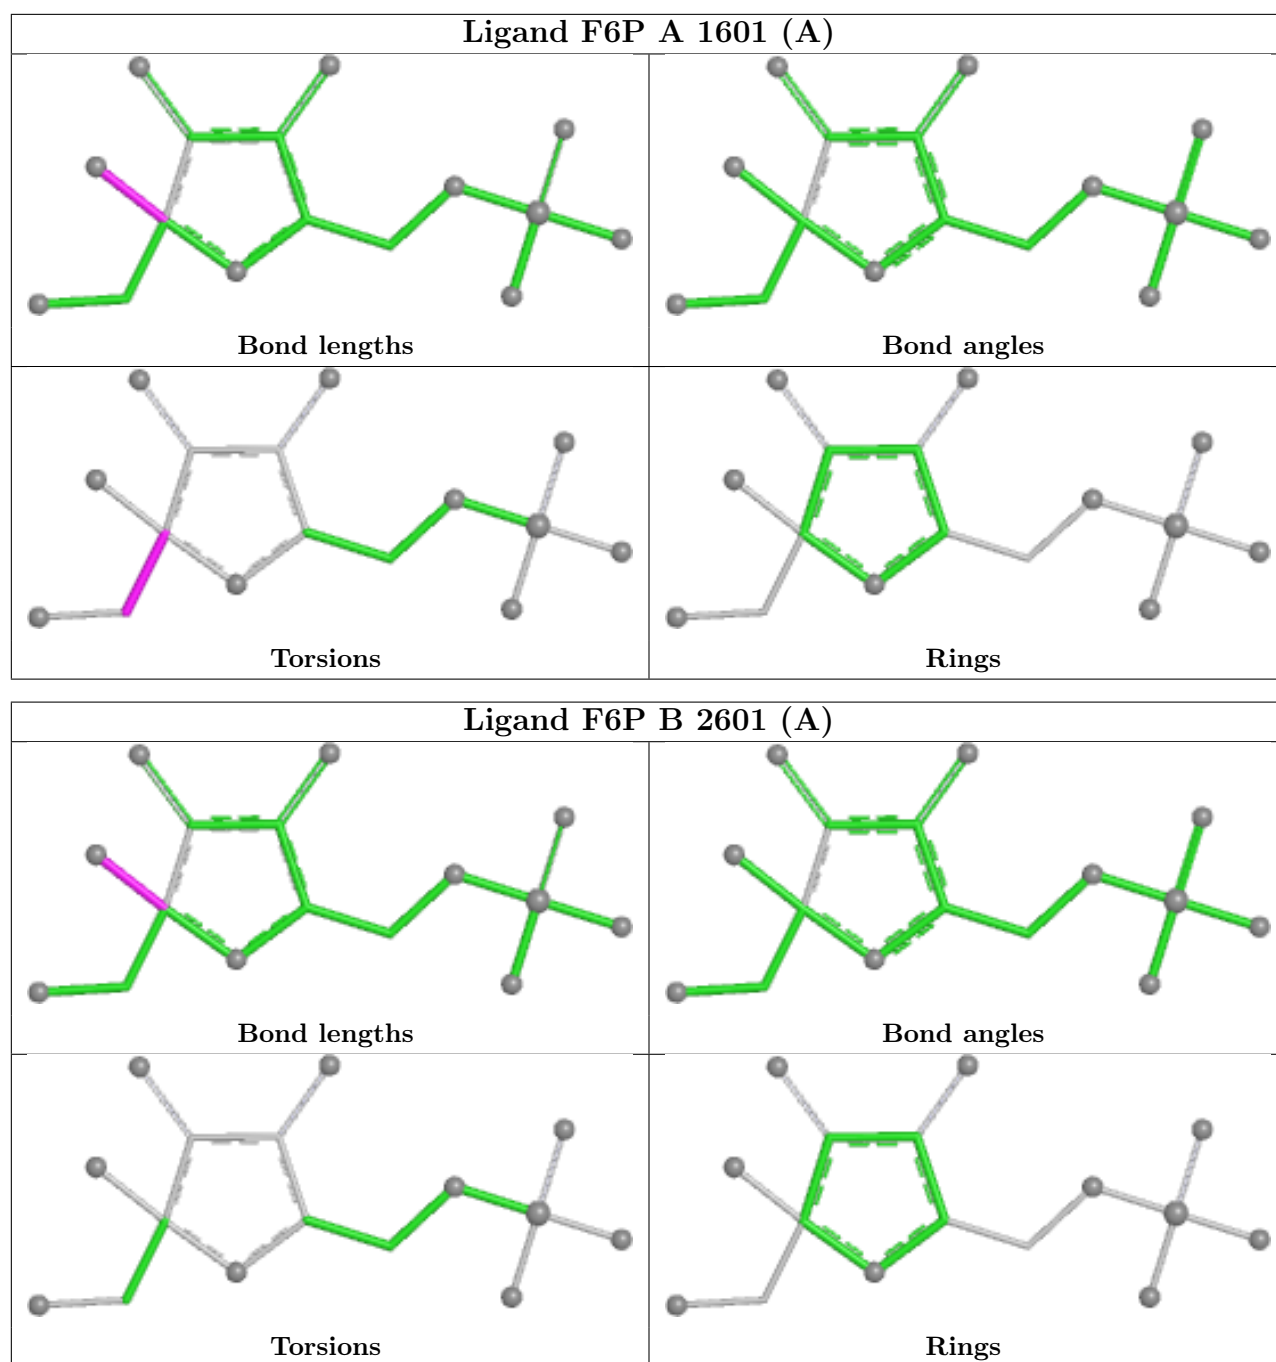 Ligand F6P A 1601 (A)
Bond lengths
Bond angles
Torsions
Rings
Ligand F6P B 2601 (A)
Bond lengths
Bond angles
Torsions
Rings